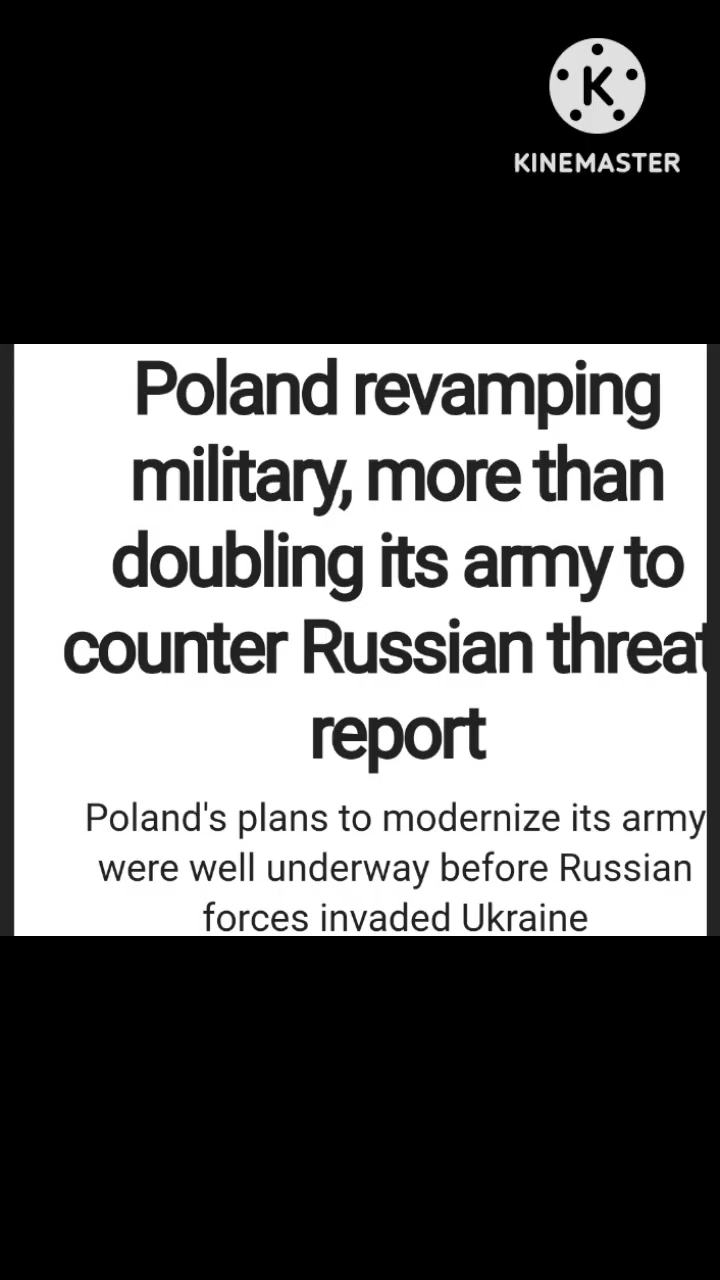 K
KINEMASTER
Poland revamping
military, more than
doubling its army to
counter Russian threat
report
Poland's plans to modernize its army
were well underway before Russian
forces invaded Ukraine